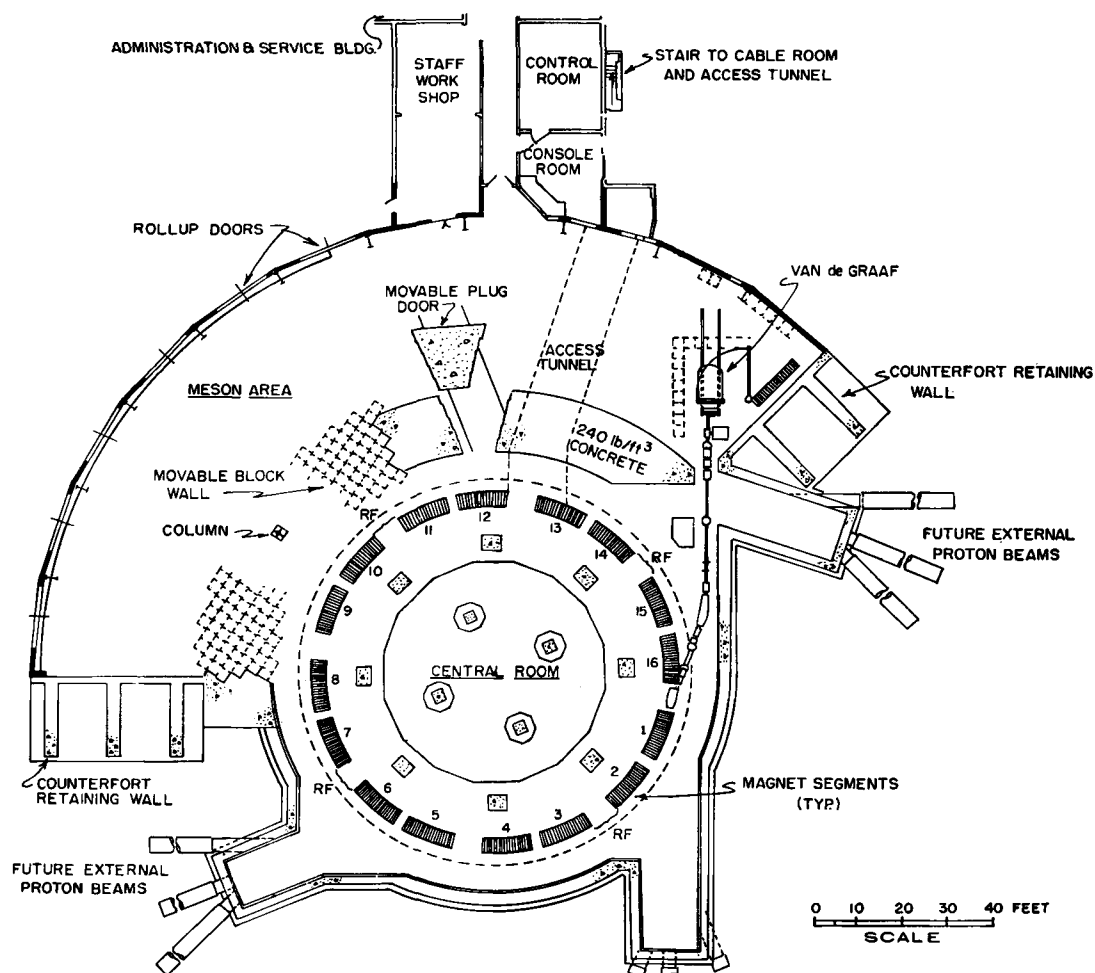 ADMINISTRATION & SERVICE BLDG.
STAFF
WORK
SHOP
CONTROL
ROOM
STAIR TO CABLE ROOM
AND ACCESS TUNNEL
CONSOLE
ROOM
ROLLUP DOORS
MOVABLE PLUG
DOOR
VAN de GRAAF
ACCESS
TUNNEL
MESON AREA
COUNTERFORT RETAINING
WALL
240 lb/ft³
CONCRETE
MOVABLE BLOCK
WALL
COLUMN
RF
11
12
13
14
RF
10
9
15
16
8
7
CENTRAL ROOM
1
2
FUTURE EXTERNAL
PROTON BEAMS
COUNTERFORT
RETAINING WALL
RF
6
5
4
3
RF
MAGNET SEGMENTS
(TYP.)
FUTURE EXTERNAL
PROTON BEAMS
0 10 20 30 40 FEET
SCALE